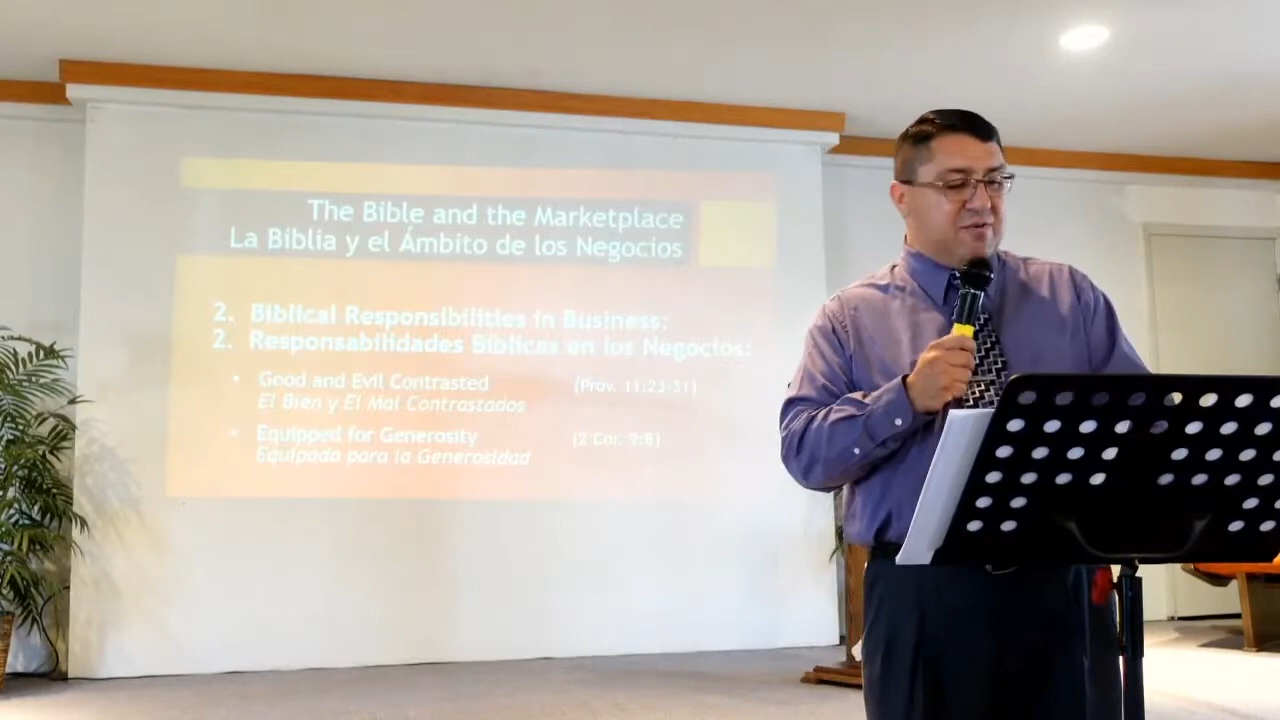 The Bible and the Marketplace
La Biblia y el Ámbito de los Negocios
2. Biblical Responsibilities in Business:
2. Responsabilidades Bíblicas en los Negocios:
• Good and Evil Contrasted (Prov. 11:23-31)
El Bien y El Mal Contrastados
• Equipped for Generosity (2 Cor. 9:8)
Equipado para la Generosidad